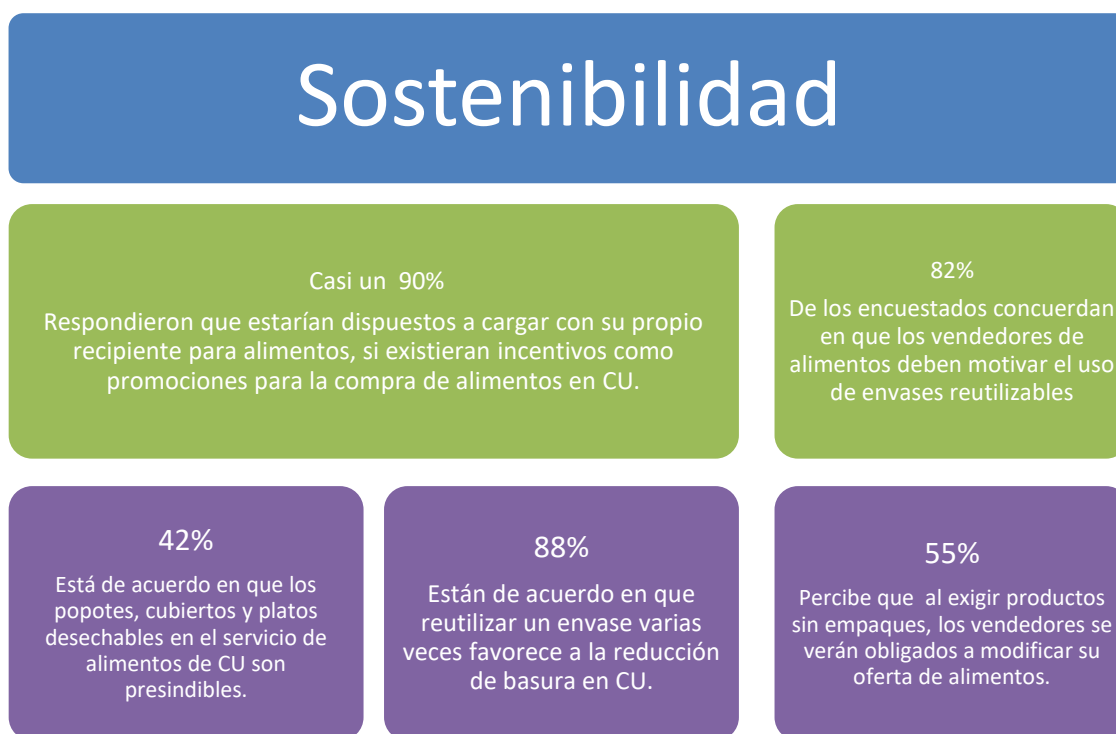 Sostenibilidad
Casi un  90%
Respondieron que estarían dispuestos a cargar con su propio
recipiente para alimentos, si existieran incentivos como
promociones para la compra de alimentos en CU.
82%
De los encuestados concuerdan
en que los vendedores de
alimentos deben motivar el uso
de envases reutilizables
42%
Está de acuerdo en que los
popotes, cubiertos y platos
desechables en el servicio de
alimentos de CU son
presindibles.
88%
Están de acuerdo en que
reutilizar un envase varias
veces favorece a la reducción
de basura en CU.
55%
Percibe que  al exigir productos
sin empaques, los vendedores se
verán obligados a modificar su
oferta de alimentos.